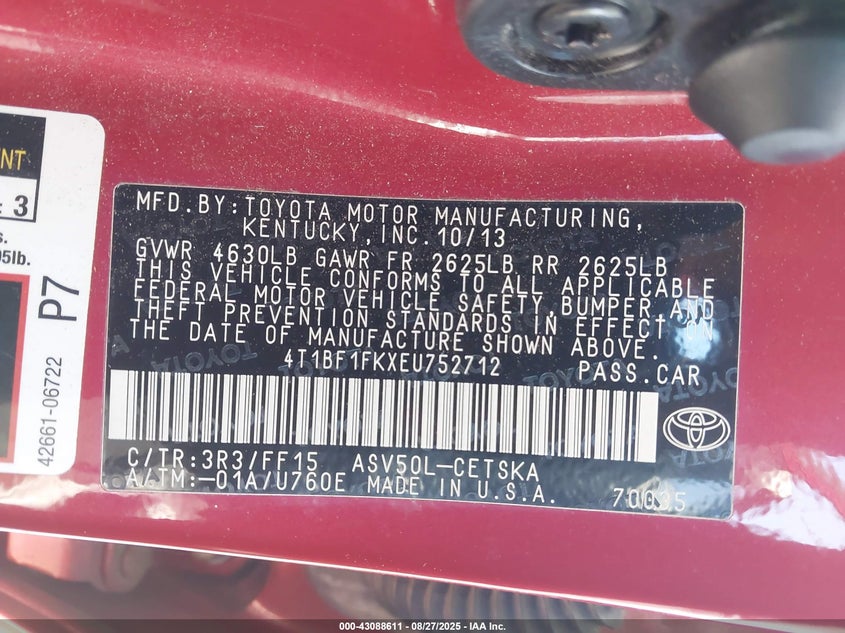 MFD.BY:TOYOTA MOTOR MANUFACTURING,
KENTUCKY, INC. 10/13
GVWR 4630LB GAWR FR 2625LB RR 2625LB
THIS VEHICLE CONFORMS TO ALL APPLICABLE
FEDERAL MOTOR VEHICLE SAFETY, BUMPER, AND
THEFT PREVENTION STANDARDS IN EFFECT ON
THE DATE OF MANUFACTURE SHOWN ABOVE.
4T1BF1FKXEU752712 PASS.CAR
C/TR:3R3/FF15 ASV50L-CETSKA
A/TM:-01A/U760E MADE IN U.S.A.
70035
TOYOTA
3
P7
42661-06722
000-43088611 - 08/27/2025 - IAA Inc.